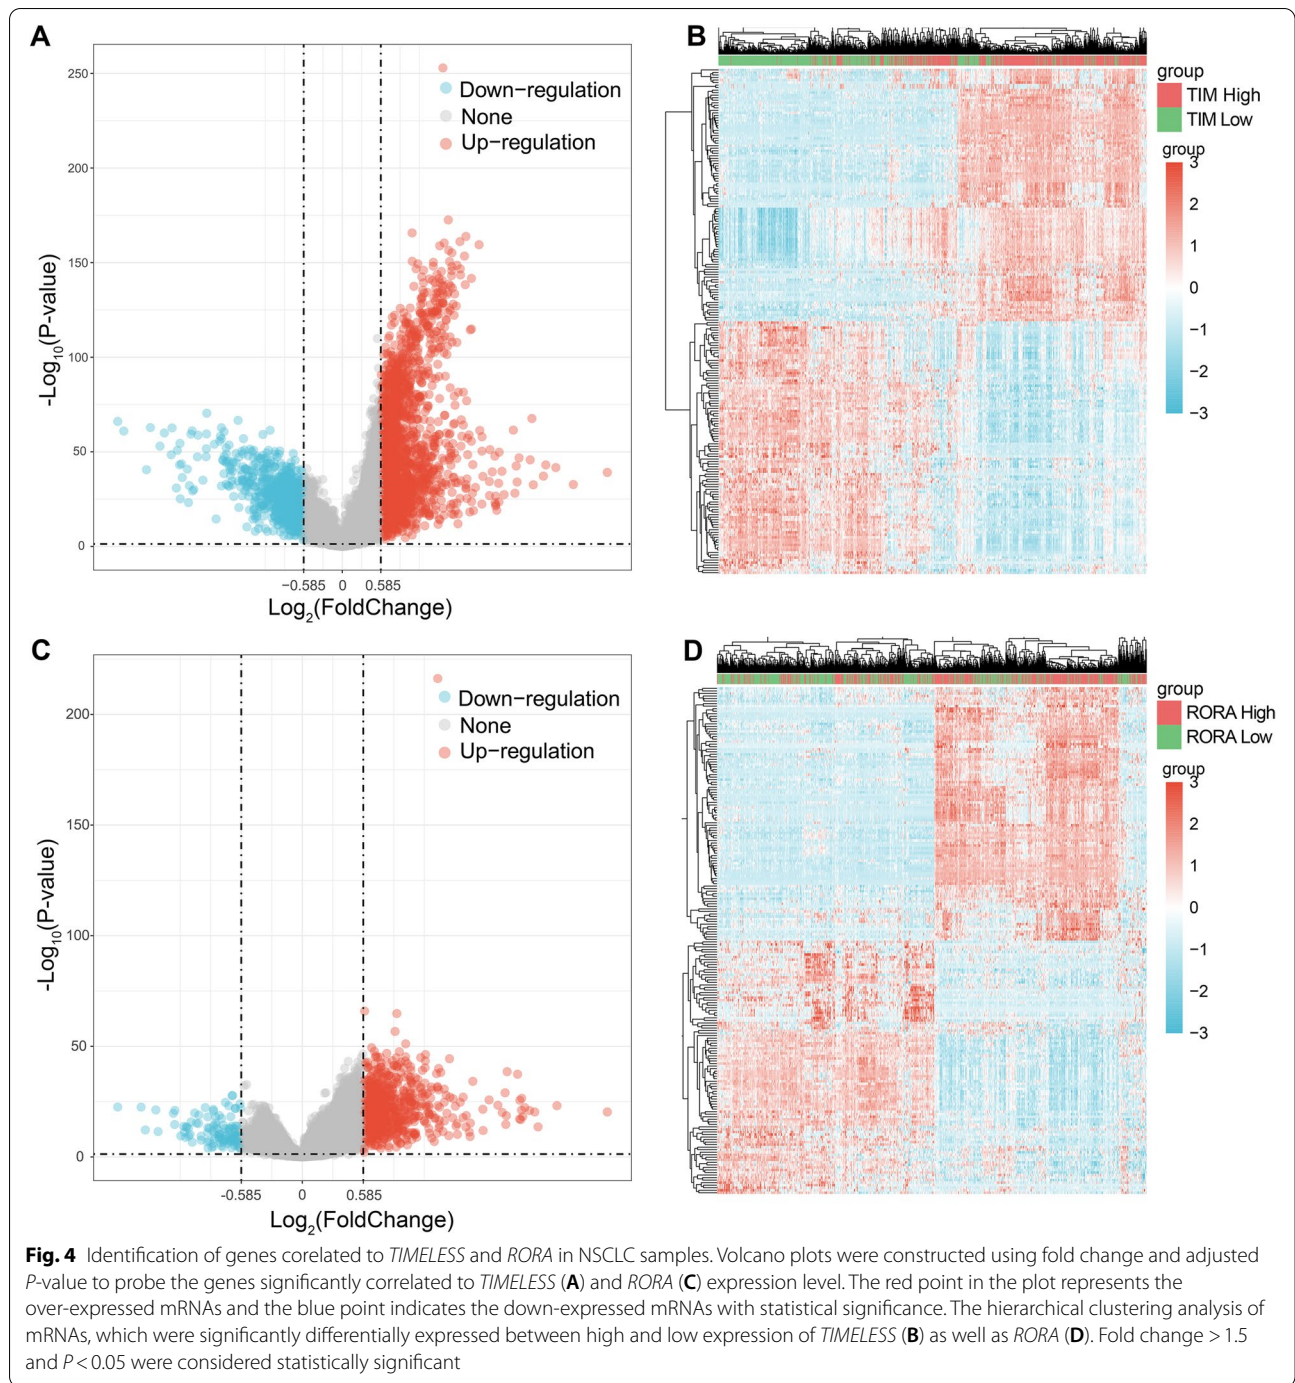 A
250
200
150
100
50
0
-Log10(P-value)
Down-regulation
None
Up-regulation
−0.585 0 0.585
Log2(FoldChange)
B
group
TIM High
TIM Low
group
3
2
1
0
−1
−2
−3
C
200
150
100
50
0
-Log10(P-value)
Down-regulation
None
Up-regulation
-0.585 0 0.585
Log2(FoldChange)
D
group
RORA High
RORA Low
group
3
2
1
0
−1
−2
−3
Fig. 4 Identification of genes corelated to TIMELESS and RORA in NSCLC samples. Volcano plots were constructed using fold change and adjusted
P-value to probe the genes significantly correlated to TIMELESS (A) and RORA (C) expression level. The red point in the plot represents the
over-expressed mRNAs and the blue point indicates the down-expressed mRNAs with statistical significance. The hierarchical clustering analysis of
mRNAs, which were significantly differentially expressed between high and low expression of TIMELESS (B) as well as RORA (D). Fold change > 1.5
and P < 0.05 were considered statistically significant